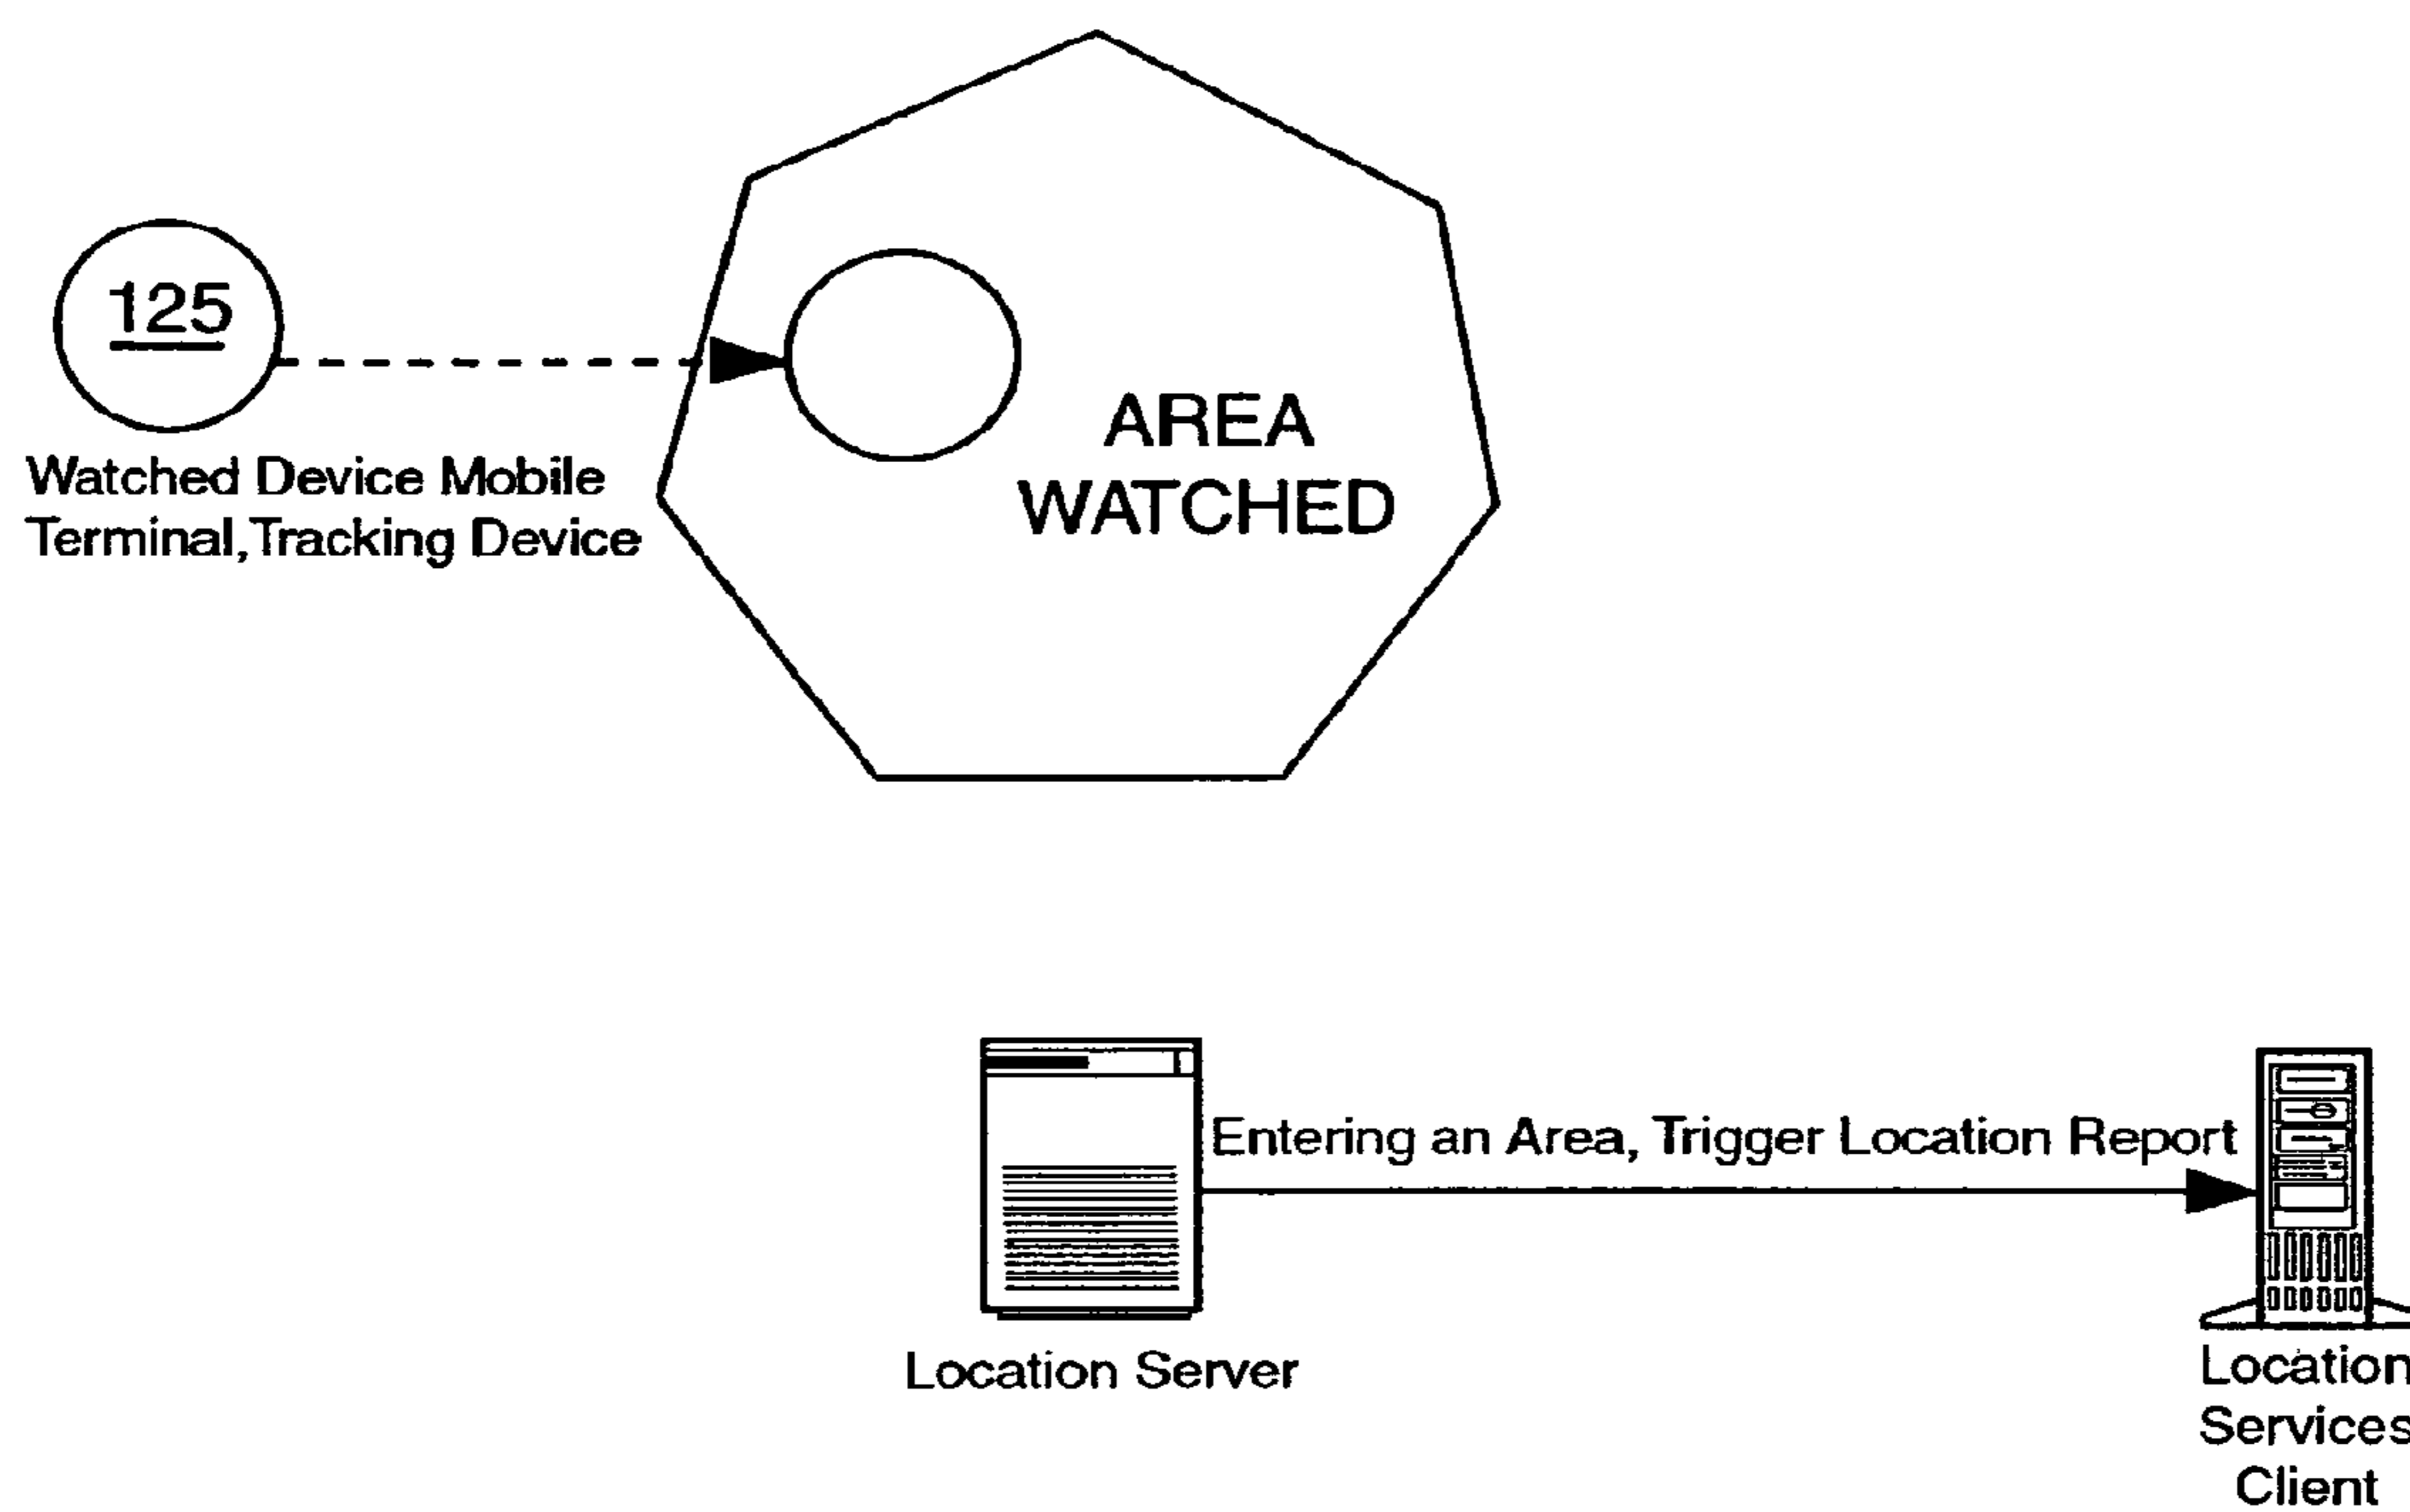 125
Watched Device Mobile
Terminal, Tracking Device
AREA
WATCHED
Entering an Area, Trigger Location Report
Location Server
Location
Services
Client